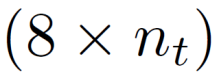 (8 × n_t)